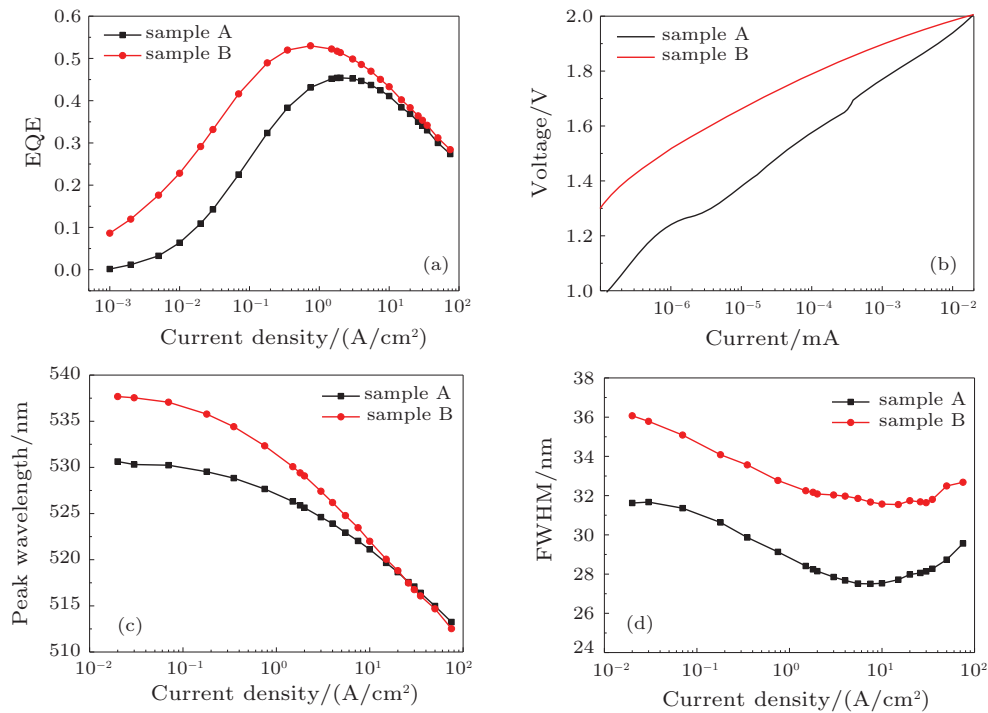 sample A
sample B
EQE
0.6
0.5
0.4
0.3
0.2
0.1
0.0
(a)
10⁻³ 10⁻² 10⁻¹ 10⁰ 10¹ 10²
Current density/(A/cm²)
sample A
sample B
Voltage/V
2.0
1.8
1.6
1.4
1.2
1.0
(b)
10⁻⁶ 10⁻⁵ 10⁻⁴ 10⁻³ 10⁻²
Current/mA
sample A
sample B
Peak wavelength/nm
540
535
530
525
520
515
510
(c)
10⁻² 10⁻¹ 10⁰ 10¹ 10²
Current density/(A/cm²)
sample A
sample B
FWHM/nm
38
36
34
32
30
28
26
24
(d)
10⁻² 10⁻¹ 10⁰ 10¹ 10²
Current density/(A/cm²)